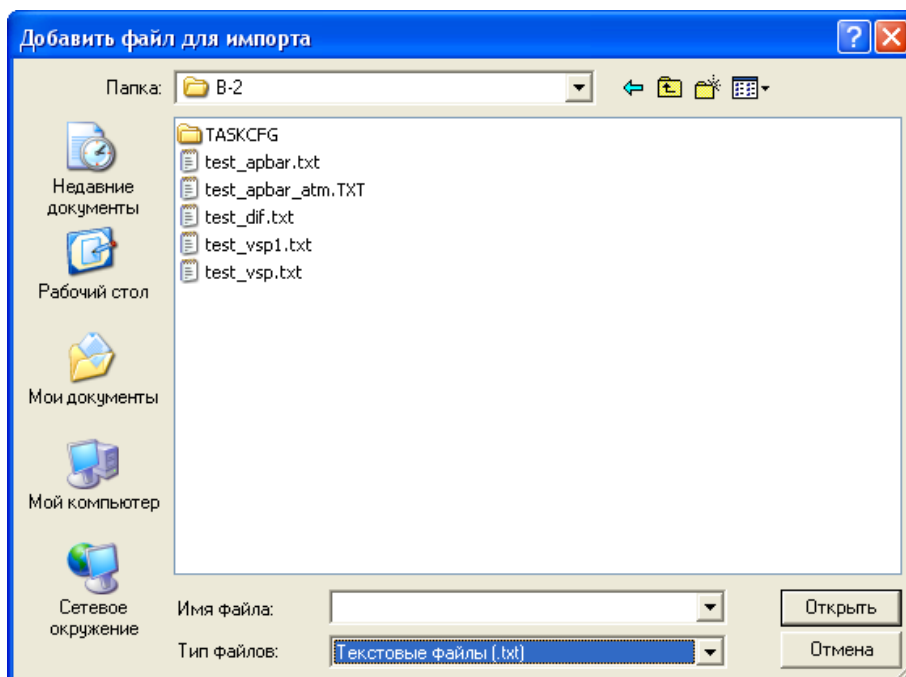 Добавить файл для импорта
Папка:
B-2
TASKCFG
test_apbar.txt
test_apbar_atm.TXT
test_dif.txt
test_vsp1.txt
test_vsp.txt
Недавние
документы
Рабочий стол
Мои документы
Мой компьютер
Сетевое
окружение
Имя файла:
Открыть
Тип файлов:
Текстовые файлы (.txt)
Отмена